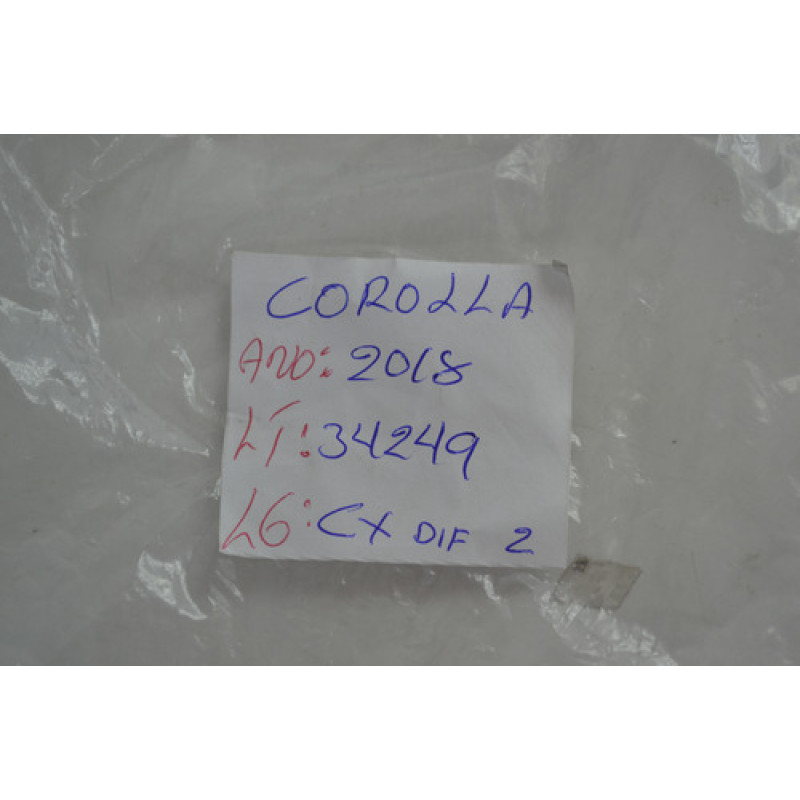 COROLLA
ANO: 2018
LT: 34249
LG: CX DIF 2